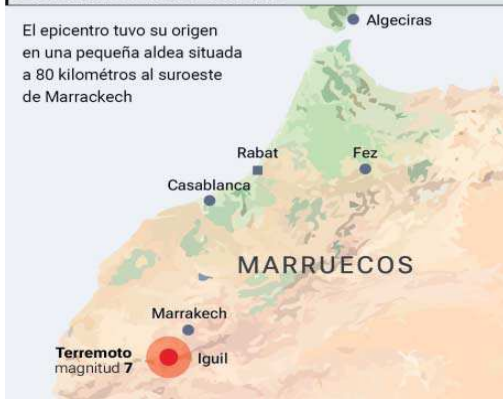 El epicentro tuvo su origen
en una pequeña aldea situada
a 80 kilométros al suroeste
de Marrackech
Algeciras
Rabat
Fez
Casablanca
MARRUECOS
Marrakech
Terremoto
magnitud 7
Iguil